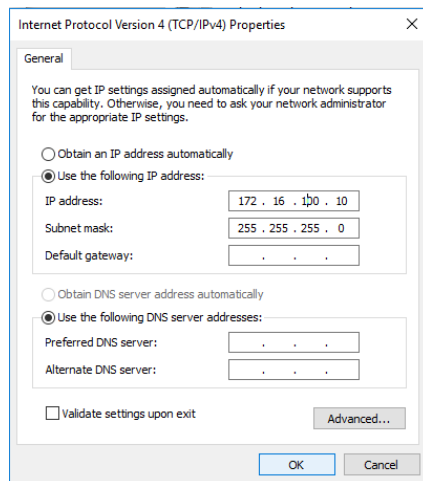 Internet Protocol Version 4 (TCP/IPv4) Properties
General
You can get IP settings assigned automatically if your network supports
this capability. Otherwise, you need to ask your network administrator
for the appropriate IP settings.
Obtain an IP address automatically
Use the following IP address:
IP address: 172 . 16 . 100 . 10
Subnet mask: 255 . 255 . 255 . 0
Default gateway: . . .
Obtain DNS server address automatically
Use the following DNS server addresses:
Preferred DNS server: . . .
Alternate DNS server: . . .
Validate settings upon exit
Advanced...
OK Cancel